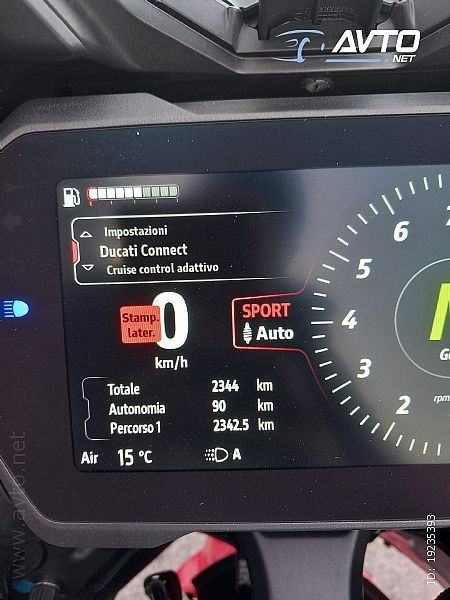 AVTO
.NET
Impostazioni
Ducati Connect
Cruise control adattivo
7
6
5
4
3
2
Stamp.
later.
0
km/h
SPORT
Auto
N
rpm
Totale 2344 km
Autonomia 90 km
Percorso 1 2342.5 km
Air 15 °C
A
www.avto.net
ID: 19235393